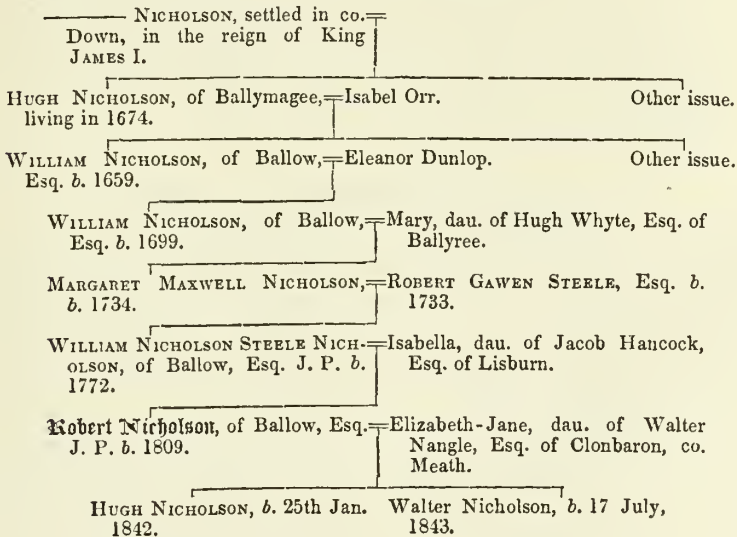 ——— NICHOLSON, settled in co.
Down, in the reign of King
JAMES I.
HUGH NICHOLSON, of Ballymagee,=Isabel Orr. Other issue.
living in 1674.
WILLIAM NICHOLSON, of Ballow,=Eleanor Dunlop. Other issue.
Esq. b. 1659.
WILLIAM NICHOLSON, of Ballow,=Mary, dau. of Hugh Whyte, Esq. of
Esq. b. 1699. Ballyree.
MARGARET MAXWELL NICHOLSON,=ROBERT GAWEN STEELE, Esq. b.
b. 1734. 1733.
WILLIAM NICHOLSON STEELE NICH-=Isabella, dau. of Jacob Hancock,
OLSON, of Ballow, Esq. J. P. b. Esq. of Lisburn.
1772.
Robert Nicholson, of Ballow, Esq.=Elizabeth-Jane, dau. of Walter
J. P. b. 1809. Nangle, Esq. of Clonbaron, co.
Meath.
HUGH NICHOLSON, b. 25th Jan. Walter Nicholson, b. 17 July,
1842. 1843.